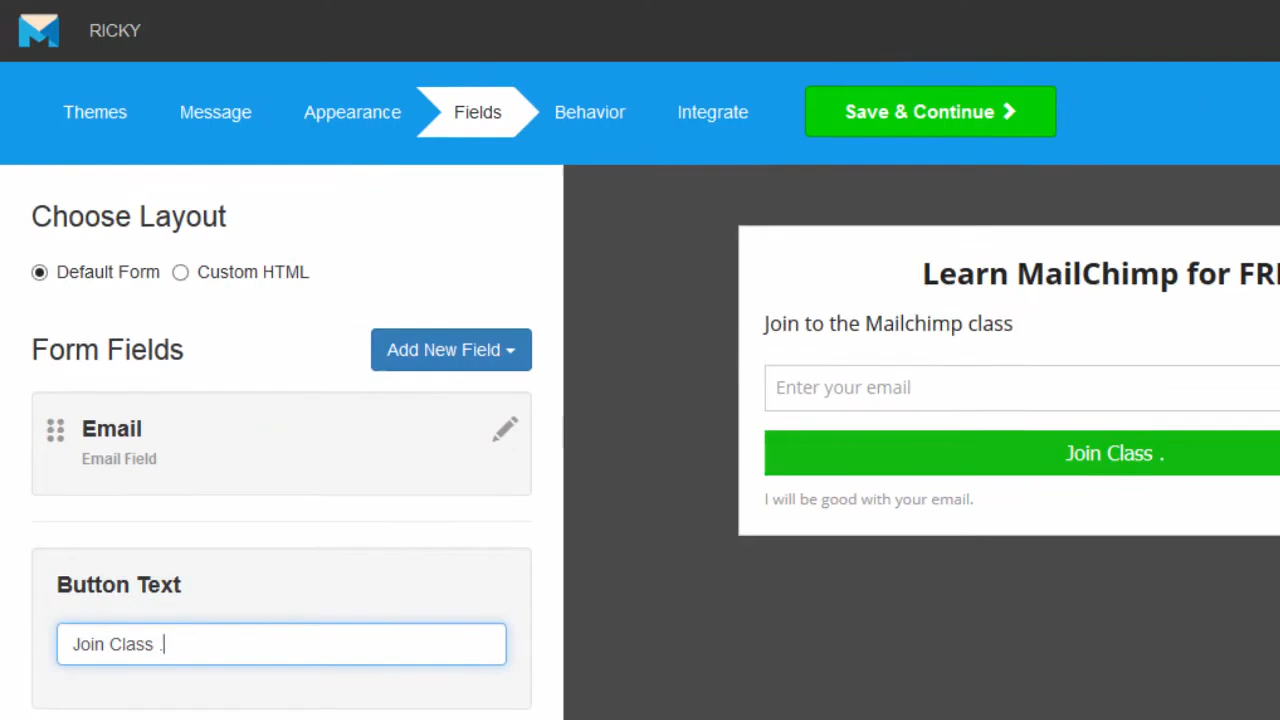 RICKY
Themes Message Appearance Fields Behavior Integrate Save & Continue
Choose Layout
Default Form Custom HTML
Form Fields Add New Field
Email
Email Field
Button Text
Join Class .
Learn MailChimp for FR
Join to the Mailchimp class
Enter your email
Join Class .
I will be good with your email.